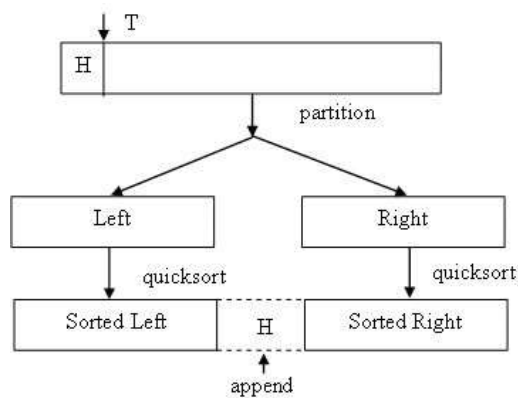 T
H
partition
Left
Right
quicksort
quicksort
Sorted Left
H
Sorted Right
append